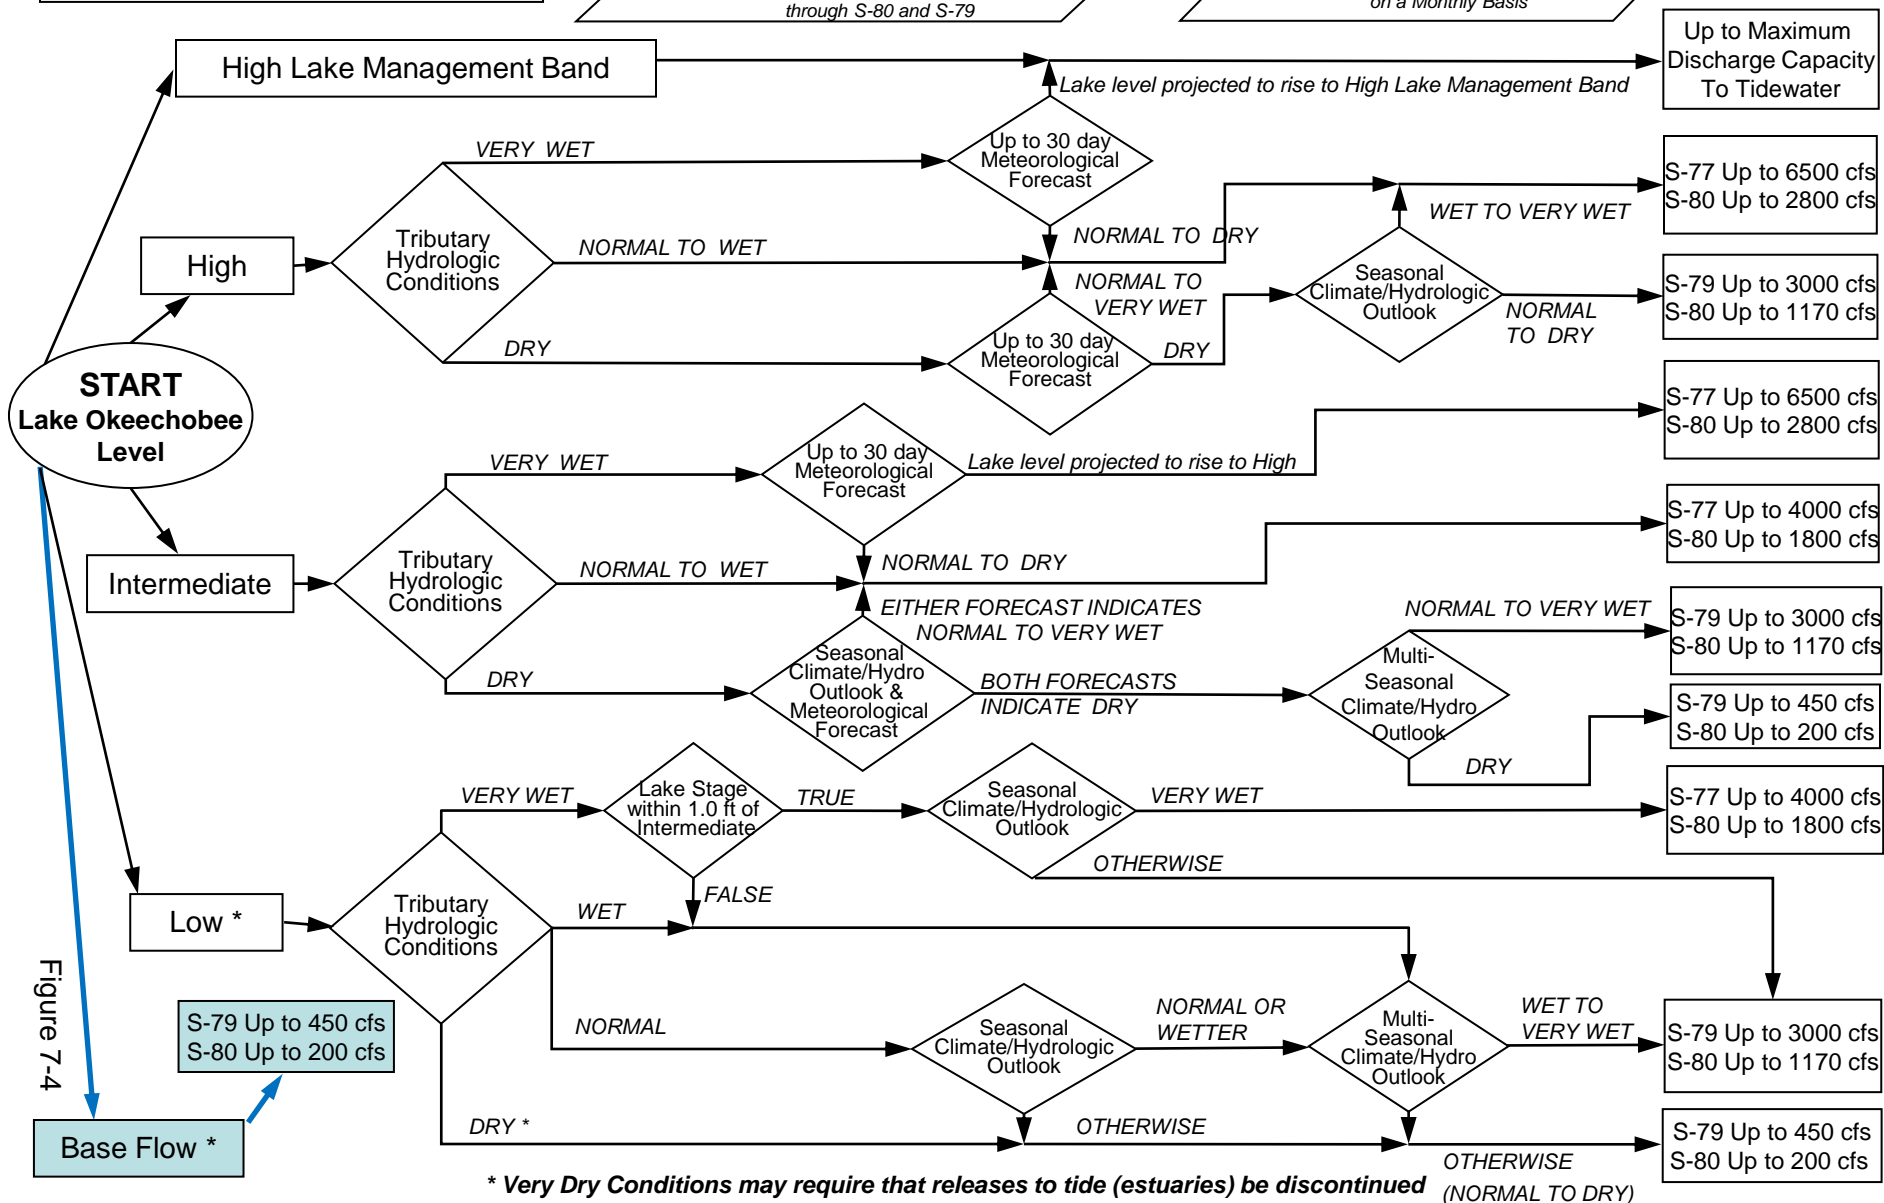 through S-80 and S-79
on a Monthly Basis
Up to Maximum
Discharge Capacity
To Tidewater
High Lake Management Band
Lake level projected to rise to High Lake Management Band
VERY WET
Up to 30 day
Meteorological
Forecast
S-77 Up to 6500 cfs
S-80 Up to 2800 cfs
WET TO VERY WET
High
Tributary
Hydrologic
Conditions
NORMAL TO WET
NORMAL TO DRY
NORMAL TO
VERY WET
Seasonal
Climate/Hydrologic
Outlook
NORMAL
TO DRY
S-79 Up to 3000 cfs
S-80 Up to 1170 cfs
DRY
Up to 30 day
Meteorological
Forecast
DRY
START
Lake Okeechobee
Level
S-77 Up to 6500 cfs
S-80 Up to 2800 cfs
VERY WET
Up to 30 day
Meteorological
Forecast
Lake level projected to rise to High
S-77 Up to 4000 cfs
S-80 Up to 1800 cfs
Intermediate
Tributary
Hydrologic
Conditions
NORMAL TO WET
NORMAL TO DRY
EITHER FORECAST INDICATES
NORMAL TO VERY WET
NORMAL TO VERY WET
S-79 Up to 3000 cfs
S-80 Up to 1170 cfs
DRY
Seasonal
Climate/Hydro
Outlook &
Meteorological
Forecast
BOTH FORECASTS
INDICATE DRY
Multi-
Seasonal
Climate/Hydro
Outlook
DRY
S-79 Up to 450 cfs
S-80 Up to 200 cfs
VERY WET
Lake Stage
within 1.0 ft of
Intermediate
TRUE
Seasonal
Climate/Hydrologic
Outlook
VERY WET
S-77 Up to 4000 cfs
S-80 Up to 1800 cfs
OTHERWISE
FALSE
Low *
Tributary
Hydrologic
Conditions
WET
NORMAL
Seasonal
Climate/Hydrologic
Outlook
NORMAL OR
WETTER
Multi-
Seasonal
Climate/Hydro
Outlook
WET TO
VERY WET
S-79 Up to 3000 cfs
S-80 Up to 1170 cfs
Figure 7-4
S-79 Up to 450 cfs
S-80 Up to 200 cfs
Base Flow *
DRY *
OTHERWISE
OTHERWISE
(NORMAL TO DRY)
S-79 Up to 450 cfs
S-80 Up to 200 cfs
* Very Dry Conditions may require that releases to tide (estuaries) be discontinued